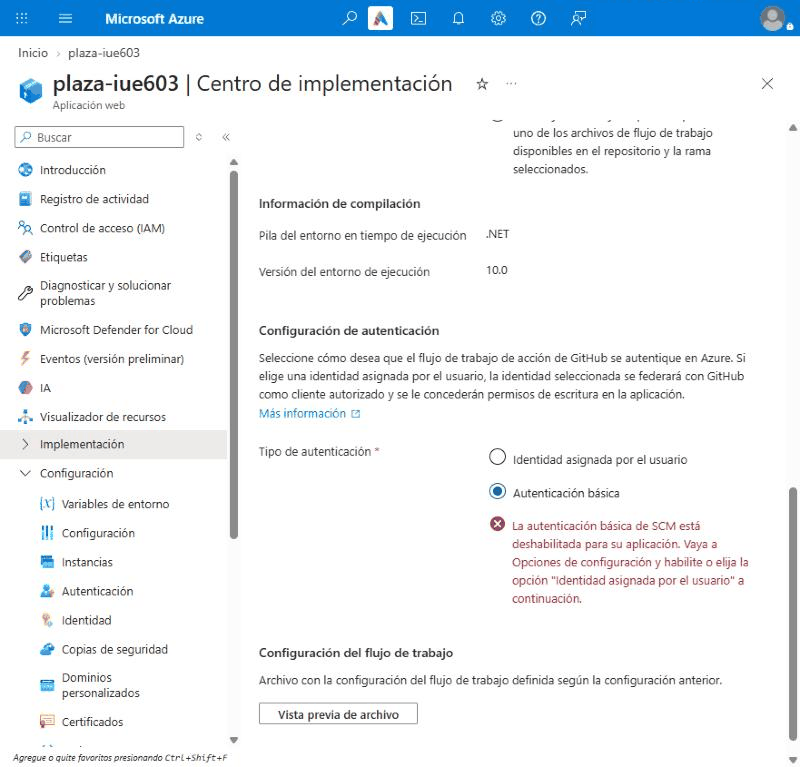 Microsoft Azure
Inicio > plaza-iue603
plaza-iue603 | Centro de implementación
Aplicación web
Buscar
Introducción
Registro de actividad
Control de acceso (IAM)
Etiquetas
Diagnosticar y solucionar
problemas
Microsoft Defender for Cloud
Eventos (versión preliminar)
IA
Visualizador de recursos
Implementación
Configuración
Variables de entorno
Configuración
Instancias
Autenticación
Identidad
Copias de seguridad
Dominios
personalizados
Certificados
Agregue o quite favoritos presionando Ctrl+Shift+F
uno de los archivos de flujo de trabajo
disponibles en el repositorio y la rama
seleccionados.
Información de compilación
Pila del entorno en tiempo de ejecución .NET
Versión del entorno de ejecución 10.0
Configuración de autenticación
Seleccione cómo desea que el flujo de trabajo de acción de GitHub se autentique en Azure. Si
elige una identidad asignada por el usuario, la identidad seleccionada se federará con GitHub
como cliente autorizado y se le concederán permisos de escritura en la aplicación.
Más información
Tipo de autenticación *
Identidad asignada por el usuario
Autenticación básica
La autenticación básica de SCM está
deshabilitada para su aplicación. Vaya a
Opciones de configuración y habilite o elija la
opción "Identidad asignada por el usuario" a
continuación.
Configuración del flujo de trabajo
Archivo con la configuración del flujo de trabajo definida según la configuración anterior.
Vista previa de archivo